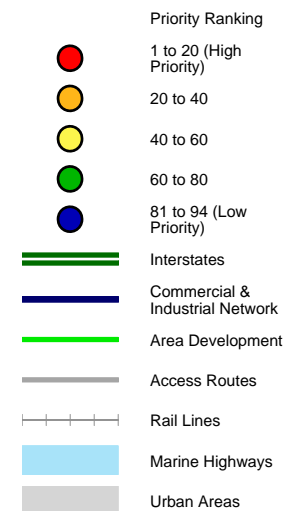 Priority Ranking
1 to 20 (High
Priority)
20 to 40
40 to 60
60 to 80
81 to 94 (Low
Priority)
Interstates
Commercial &
Industrial Network
Area Development
Access Routes
Rail Lines
Marine Highways
Urban Areas